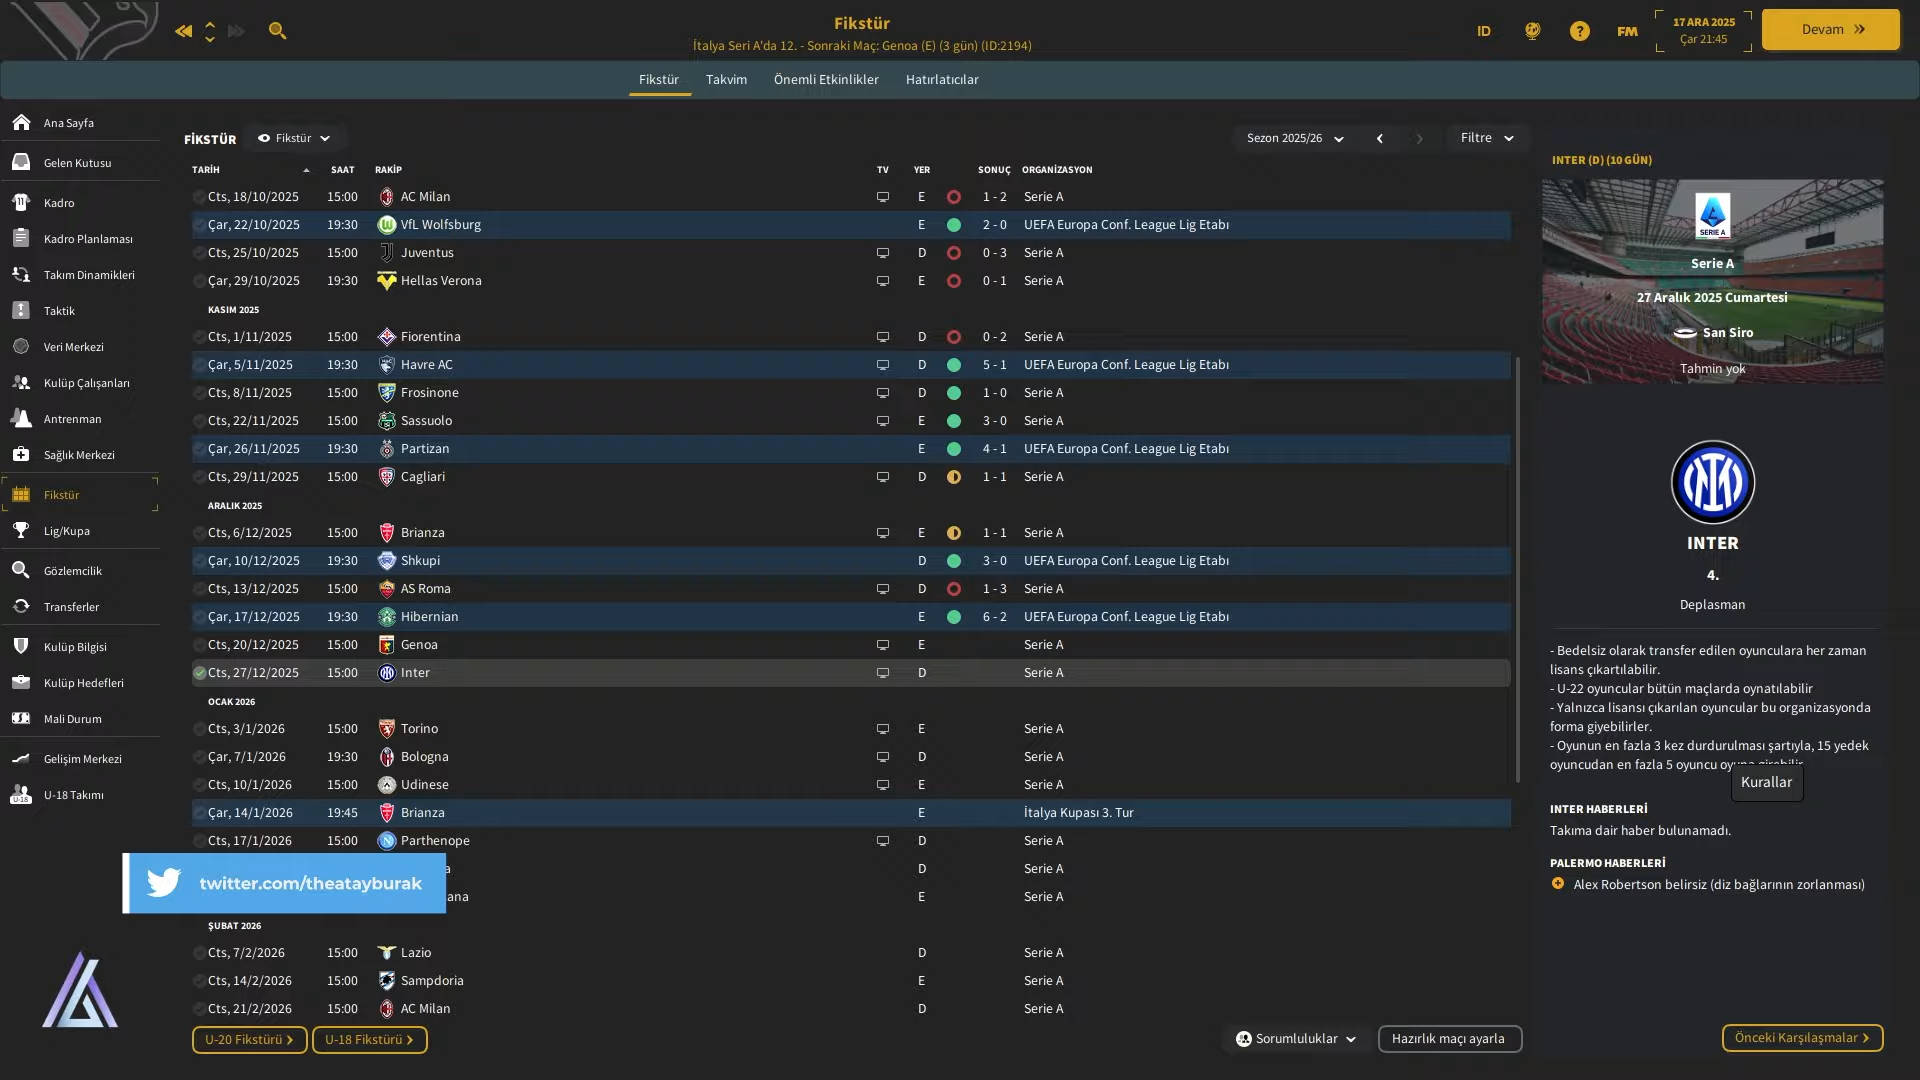 Fikstür
İtalya Seri A'da 12. - Sonraki Maç: Genoa (E) (3 gün) (ID:2194)
ID
FM
17 ARA 2025
Çar 21:45
Devam
Fikstür Takvim Önemli Etkinlikler Hatırlatıcılar
Ana Sayfa
Gelen Kutusu
Kadro
Kadro Planlaması
Takım Dinamikleri
Taktik
Veri Merkezi
Kulüp Çalışanları
Antrenman
Sağlık Merkezi
Fikstür
Lig/Kupa
Gözlemcilik
Transferler
Kulüp Bilgisi
Kulüp Hedefleri
Mali Durum
Gelişim Merkezi
U-18 Takımı
FİKSTÜR Fikstür Sezon 2025/26 Filtre
TARİH SAAT RAKİP TV YER SONUÇ ORGANİZASYON
Cts, 18/10/2025 15:00 AC Milan E 1 - 2 Serie A
Çar, 22/10/2025 19:30 VfL Wolfsburg E 2 - 0 UEFA Europa Conf. League Lig Etabı
Cts, 25/10/2025 15:00 Juventus D 0 - 3 Serie A
Çar, 29/10/2025 19:30 Hellas Verona E 0 - 1 Serie A
KASIM 2025
Cts, 1/11/2025 15:00 Fiorentina D 0 - 2 Serie A
Çar, 5/11/2025 19:30 Havre AC D 5 - 1 UEFA Europa Conf. League Lig Etabı
Cts, 8/11/2025 15:00 Frosinone D 1 - 0 Serie A
Cts, 22/11/2025 15:00 Sassuolo E 3 - 0 Serie A
Çar, 26/11/2025 19:30 Partizan E 4 - 1 UEFA Europa Conf. League Lig Etabı
Cts, 29/11/2025 15:00 Cagliari D 1 - 1 Serie A
ARALIK 2025
Cts, 6/12/2025 15:00 Brianza E 1 - 1 Serie A
Çar, 10/12/2025 19:30 Shkupi D 3 - 0 UEFA Europa Conf. League Lig Etabı
Cts, 13/12/2025 15:00 AS Roma D 1 - 3 Serie A
Çar, 17/12/2025 19:30 Hibernian E 6 - 2 UEFA Europa Conf. League Lig Etabı
Cts, 20/12/2025 15:00 Genoa E Serie A
Cts, 27/12/2025 15:00 Inter D Serie A
OCAK 2026
Cts, 3/1/2026 15:00 Torino E Serie A
Çar, 7/1/2026 19:30 Bologna D Serie A
Cts, 10/1/2026 15:00 Udinese E Serie A
Çar, 14/1/2026 19:45 Brianza E İtalya Kupası 3. Tur
Cts, 17/1/2026 15:00 Parthenope D Serie A
a D Serie A
twitter.com/theatayburak
ana E Serie A
ŞUBAT 2026
Cts, 7/2/2026 15:00 Lazio D Serie A
Cts, 14/2/2026 15:00 Sampdoria E Serie A
Cts, 21/2/2026 15:00 AC Milan D Serie A
U-20 Fikstürü U-18 Fikstürü Sorumluluklar Hazırlık maçı ayarla
INTER (D) (10 GÜN)
SERIE A
Serie A
27 Aralık 2025 Cumartesi
San Siro
Tahmin yok
INTER
4.
Deplasman
- Bedelsiz olarak transfer edilen oyunculara her zaman
lisans çıkartılabilir.
- U-22 oyuncular bütün maçlarda oynatılabilir
- Yalnızca lisansı çıkarılan oyuncular bu organizasyonda
forma giyebilirler.
- Oyunun en fazla 3 kez durdurulması şartıyla, 15 yedek
oyuncudan en fazla 5 oyuncu oyuna girebilir
Kurallar
INTER HABERLERİ
Takıma dair haber bulunamadı.
PALERMO HABERLERİ
Alex Robertson belirsiz (diz bağlarının zorlanması)
Önceki Karşılaşmalar